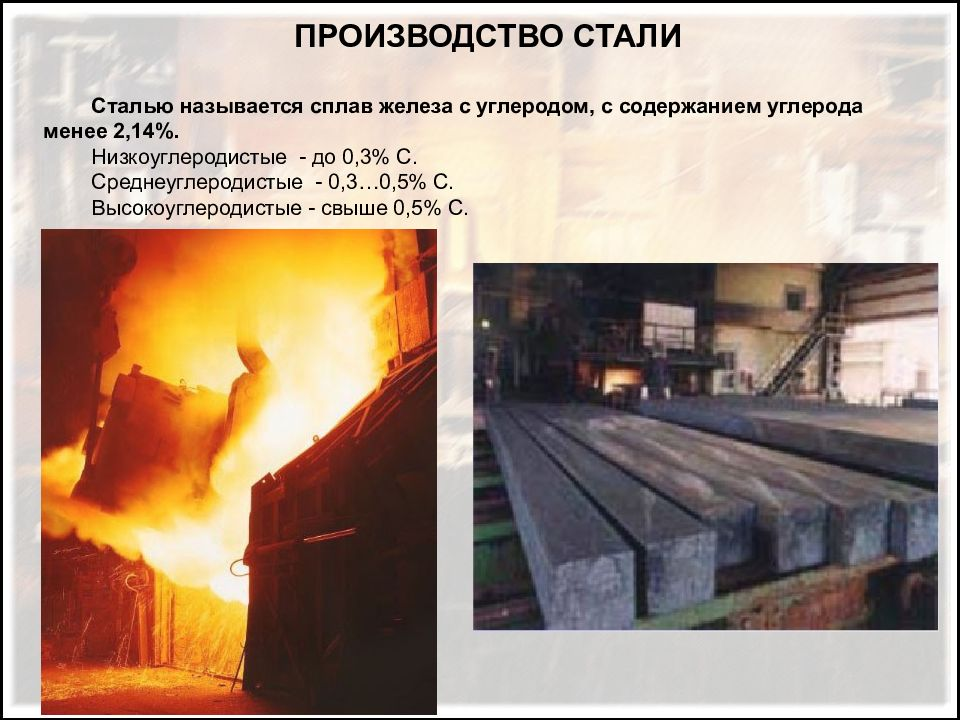 ПРОИЗВОДСТВО СТАЛИ
Сталью называется сплав железа с углеродом, с содержанием углерода
менее 2,14%.
Низкоуглеродистые - до 0,3% С.
Среднеуглеродистые - 0,3…0,5% С.
Высокоуглеродистые - свыше 0,5% С.